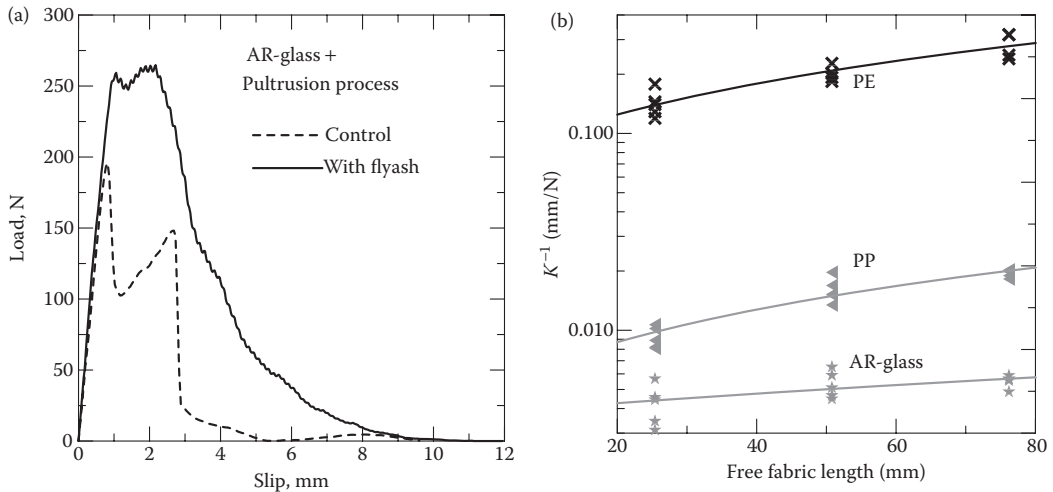 (a)
300
250
200
150
100
50
0
Load, N
AR-glass +
Pultrusion process
Control
With flyash
0 2 4 6 8 10 12
Slip, mm
(b)
0.100
0.010
K⁻¹ (mm/N)
PE
PP
AR-glass
20 40 60 80
Free fabric length (mm)